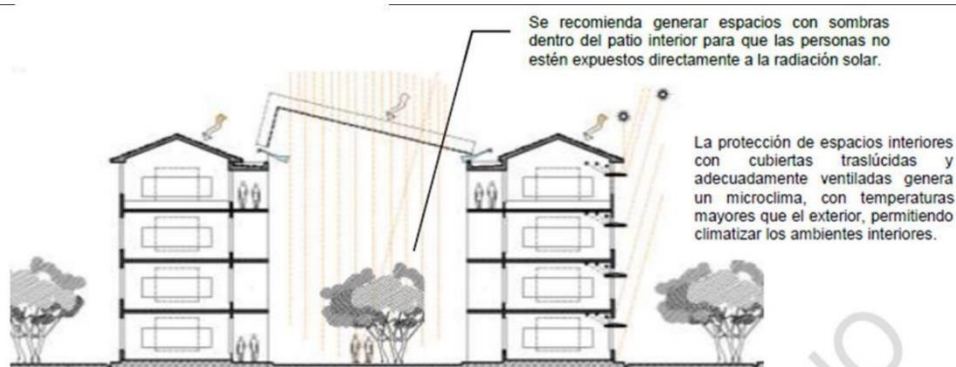 Se recomienda generar espacios con sombras
dentro del patio interior para que las personas no
estén expuestos directamente a la radiación solar.
La protección de espacios interiores
con cubiertas traslúcidas y
adecuadamente ventiladas genera
un microclima, con temperaturas
mayores que el exterior, permitiendo
climatizar los ambientes interiores.